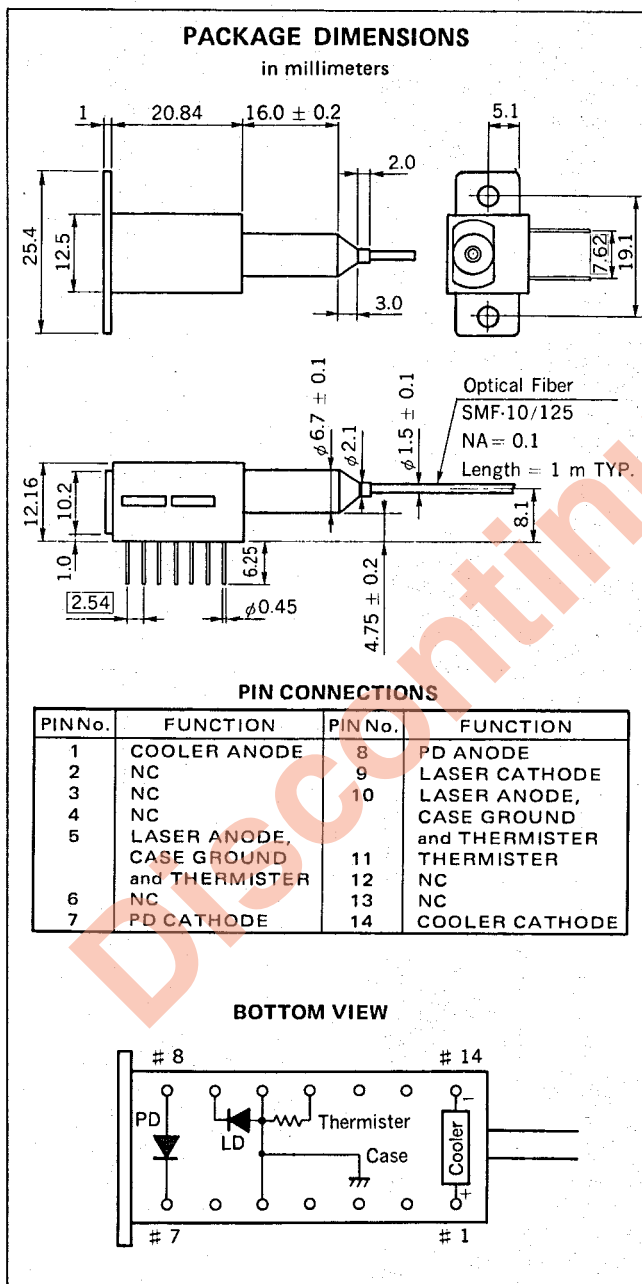 PACKAGE DIMENSIONS
in millimeters
1
20.84
16.0 ± 0.2
5.1
2.0
25.4
12.5
7.62
19.1
3.0
Optical Fiber
SMF·10/125
NA = 0.1
Length = 1 m TYP.
φ6.7 ± 0.1
φ2.1
φ1.5 ± 0.1
12.16
10.2
8.1
1.0
6.25
2.54
φ0.45
4.75 ± 0.2
PIN CONNECTIONS
PIN No. FUNCTION PIN No. FUNCTION
1 COOLER ANODE 8 PD ANODE
2 NC 9 LASER CATHODE
3 NC 10 LASER ANODE,
4 NC CASE GROUND
5 LASER ANODE, and THERMISTER
CASE GROUND 11 THERMISTER
and THERMISTER 12 NC
6 NC 13 NC
7 PD CATHODE 14 COOLER CATHODE
BOTTOM VIEW
# 8 # 14
PD
LD
Thermister
Case
Cooler
−
+
# 7 # 1
Discontin